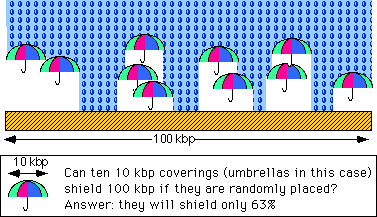 100 kbp
10 kbp
Can ten 10 kbp coverings (umbrellas in this case)
shield 100 kbp if they are randomly placed?
Answer: they will shield only 63%